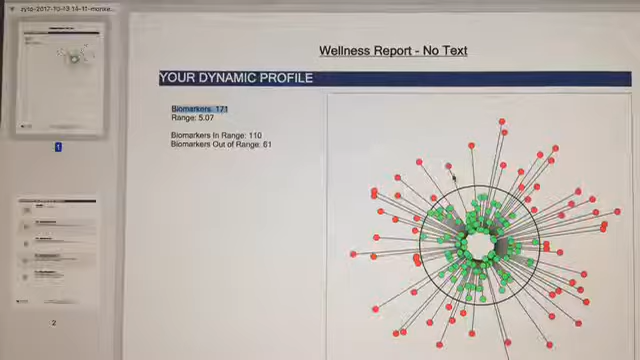 Wellness Report - No Text
YOUR DYNAMIC PROFILE
Biomarkers: 171
Range: 5.07
Biomarkers In Range: 110
Biomarkers Out of Range: 61
1
2